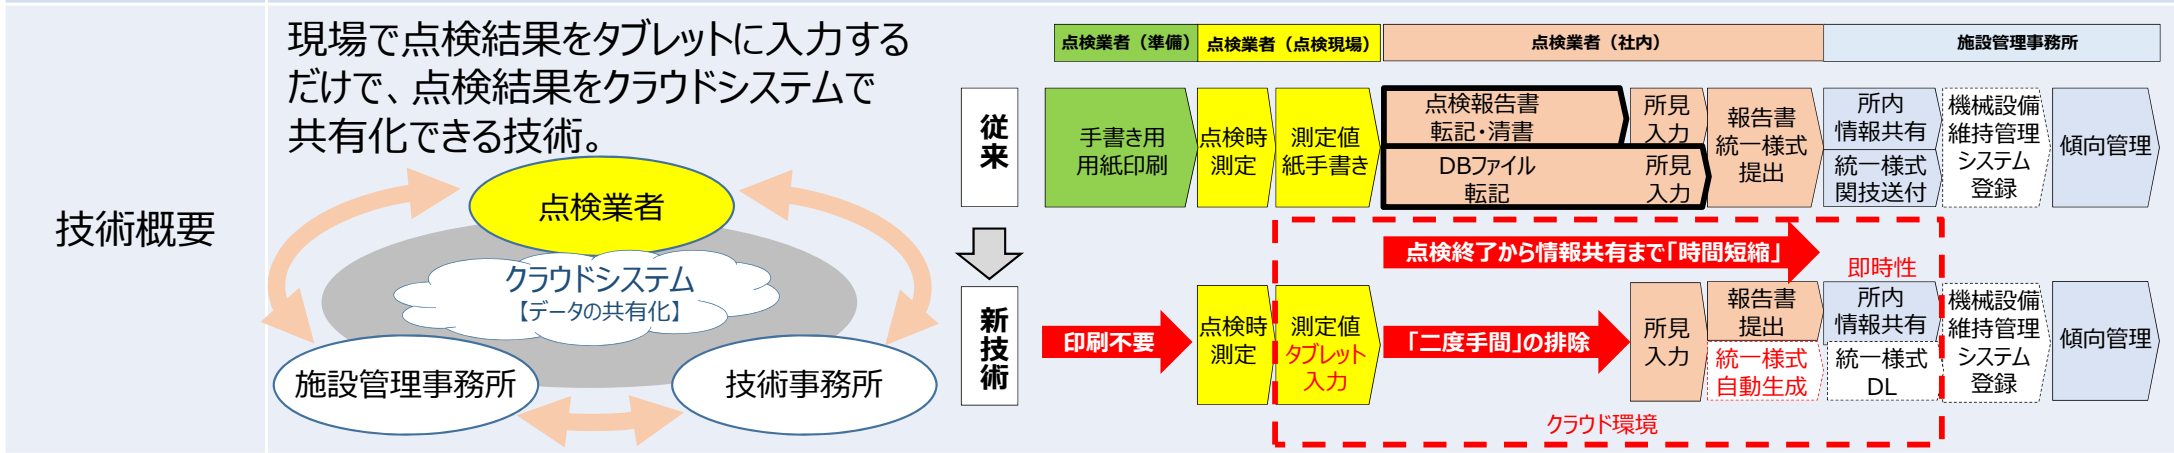 技術概要
現場で点検結果をタブレットに入力する
だけで、点検結果をクラウドシステムで
共有化できる技術。
点検業者
クラウドシステム
【データの共有化】
施設管理事務所
技術事務所
点検業者（準備）
点検業者（点検現場）
点検業者（社内）
施設管理事務所
従来
手書き用
用紙印刷
点検時
測定
測定値
紙手書き
点検報告書
転記・清書
所見
入力
DBファイル
転記
所見
入力
報告書
統一様式
提出
所内
情報共有
統一様式
関技送付
機械設備
維持管理
システム
登録
傾向管理
点検終了から情報共有まで「時間短縮」
即時性
新技術
印刷不要
点検時
測定
測定値
タブレット
入力
「二度手間」の排除
所見
入力
報告書
提出
統一様式
自動生成
所内
情報共有
統一様式
DL
機械設備
維持管理
システム
登録
傾向管理
クラウド環境